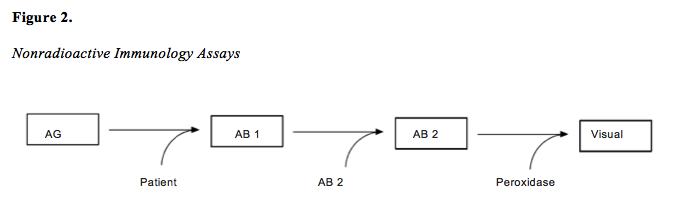 Figure 2.
Nonradioactive Immunology Assays
AG
AB 1
AB 2
Visual
Patient
AB 2
Peroxidase